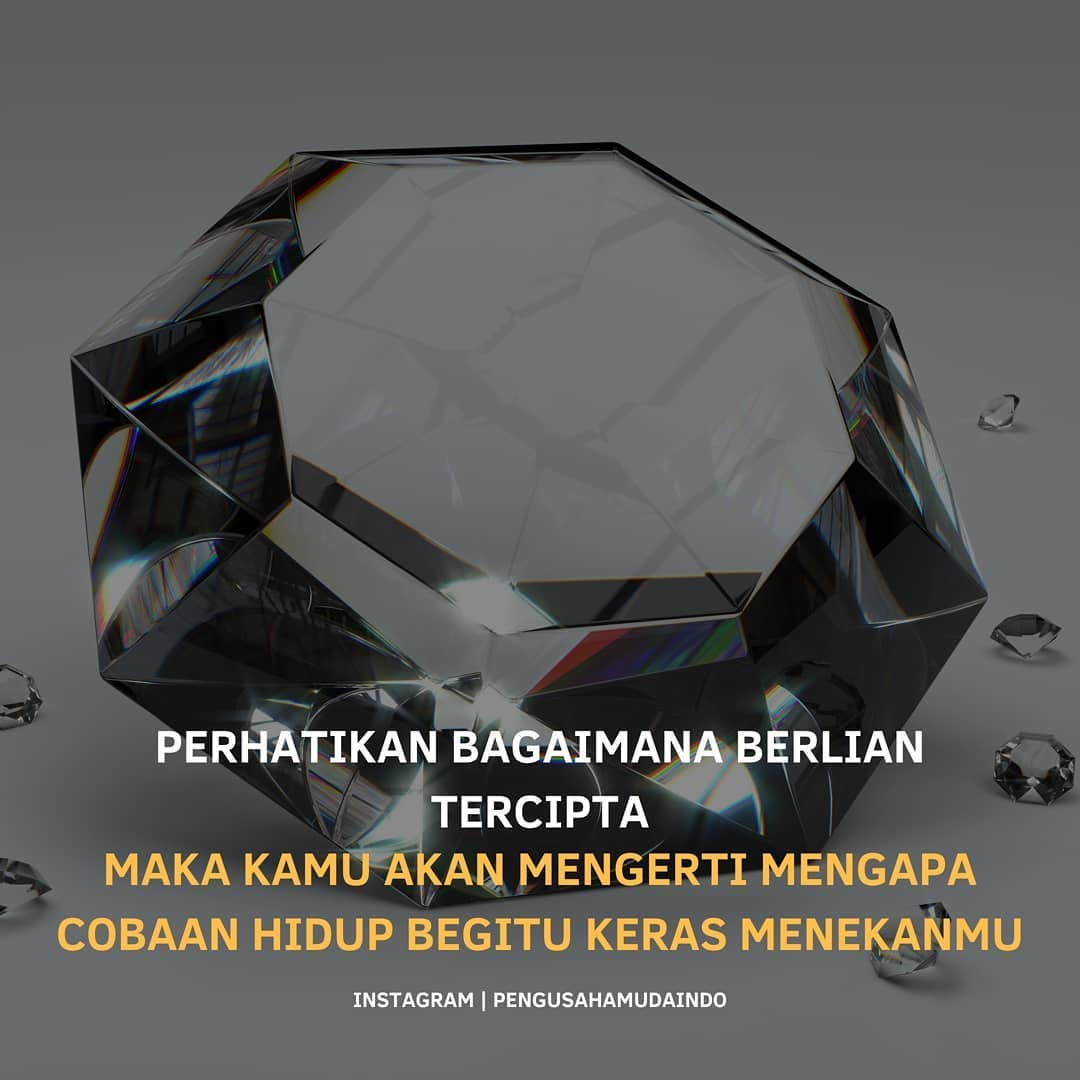 PERHATIKAN BAGAIMANA BERLIAN
TERCIPTA
MAKA KAMU AKAN MENGERTI MENGAPA
COBAAN HIDUP BEGITU KERAS MENEKANMU
INSTAGRAM | PENGUSAHAMUDAINDO